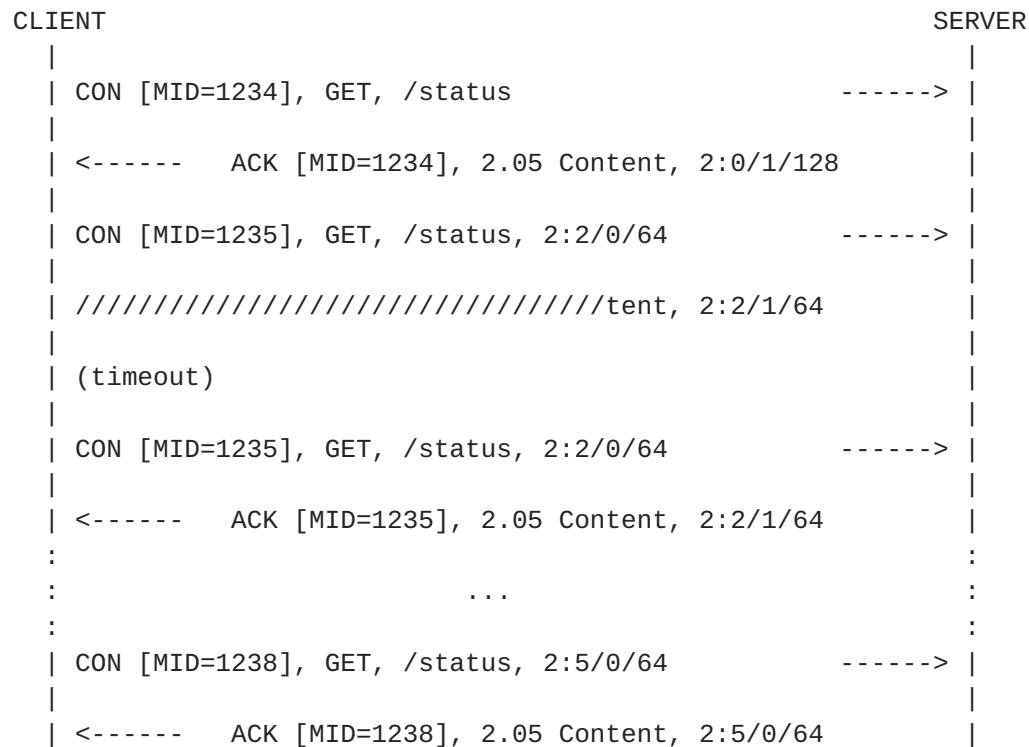 CLIENT                                                     SERVER
  |                                                          |
  | CON [MID=1234], GET, /status                     ------> |
  |                                                          |
  | <------   ACK [MID=1234], 2.05 Content, 2:0/1/128        |
  |                                                          |
  | CON [MID=1235], GET, /status, 2:2/0/64           ------> |
  |                                                          |
  | //////////////////////////////////tent, 2:2/1/64         |
  |                                                          |
  | (timeout)                                                |
  |                                                          |
  | CON [MID=1235], GET, /status, 2:2/0/64           ------> |
  |                                                          |
  | <------   ACK [MID=1235], 2.05 Content, 2:2/1/64         |
  :                                                          :
  :                          ...                             :
  :                                                          :
  | CON [MID=1238], GET, /status, 2:5/0/64           ------> |
  |                                                          |
  | <------   ACK [MID=1238], 2.05 Content, 2:5/0/64         |